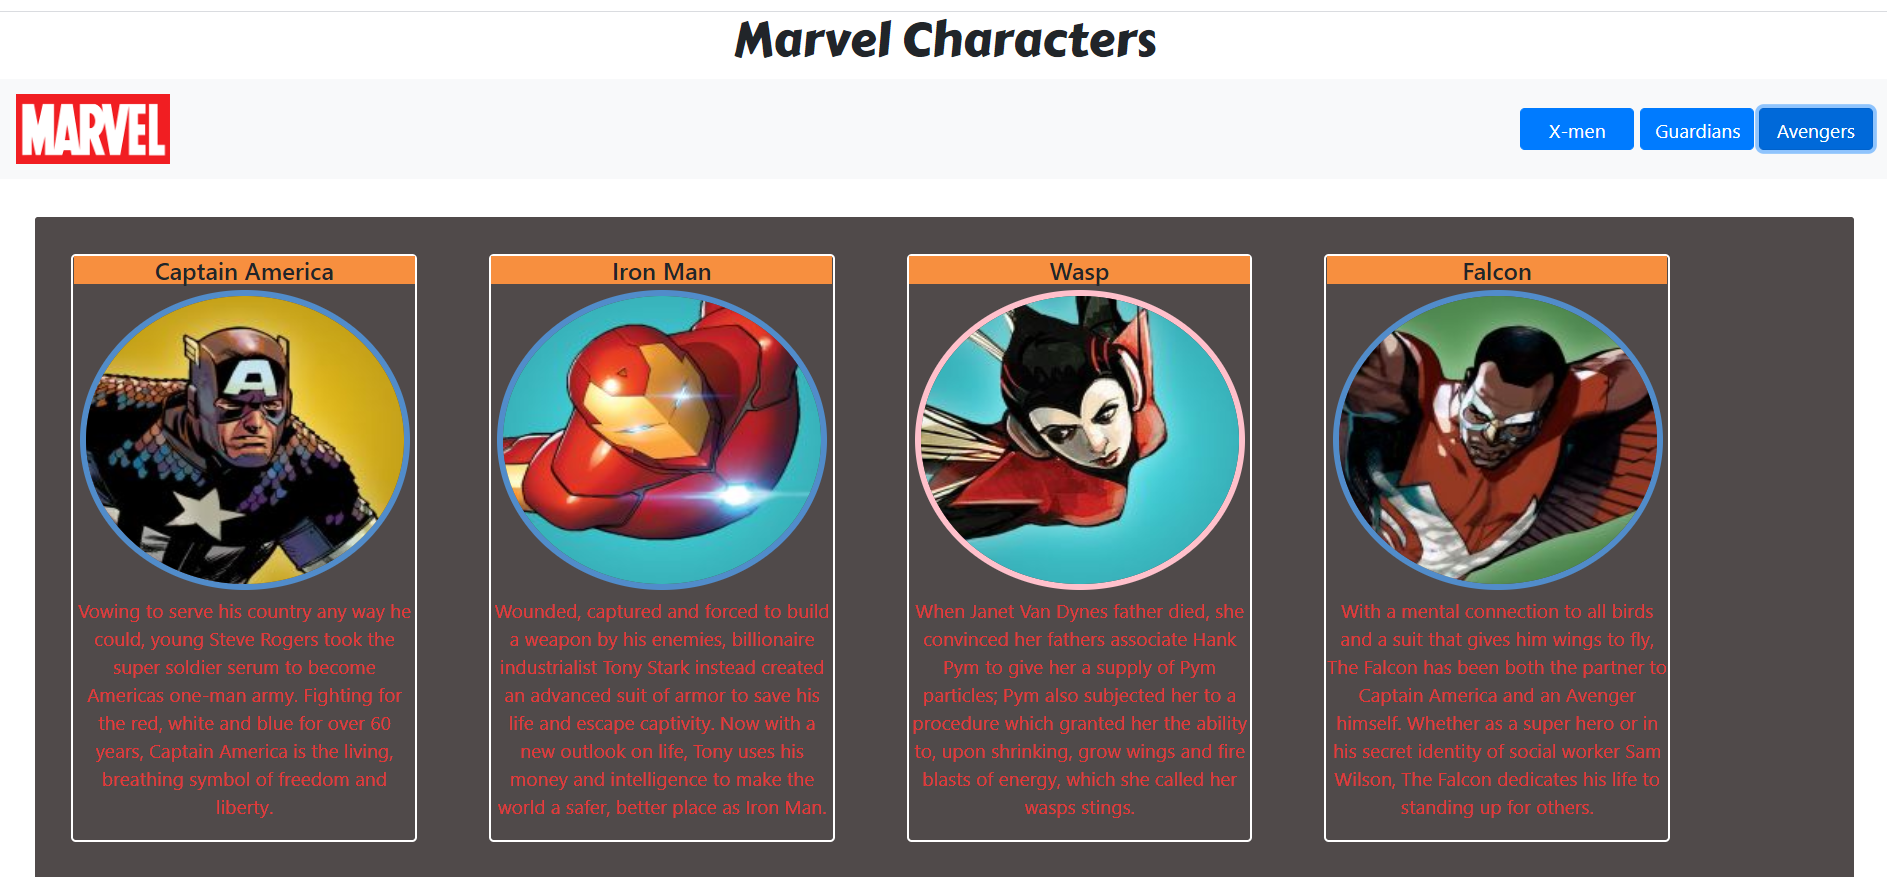 Marvel Characters
MARVEL
X-men
Guardians
Avengers
Captain America
Vowing to serve his country any way he
could, young Steve Rogers took the
super soldier serum to become
Americas one-man army. Fighting for
the red, white and blue for over 60
years, Captain America is the living,
breathing symbol of freedom and
liberty.
Iron Man
Wounded, captured and forced to build
a weapon by his enemies, billionaire
industrialist Tony Stark instead created
an advanced suit of armor to save his
life and escape captivity. Now with a
new outlook on life, Tony uses his
money and intelligence to make the
world a safer, better place as Iron Man.
Wasp
When Janet Van Dynes father died, she
convinced her fathers associate Hank
Pym to give her a supply of Pym
particles; Pym also subjected her to a
procedure which granted her the ability
to, upon shrinking, grow wings and fire
blasts of energy, which she called her
wasps stings.
Falcon
With a mental connection to all birds
and a suit that gives him wings to fly,
The Falcon has been both the partner to
Captain America and an Avenger
himself. Whether as a super hero or in
his secret identity of social worker Sam
Wilson, The Falcon dedicates his life to
standing up for others.